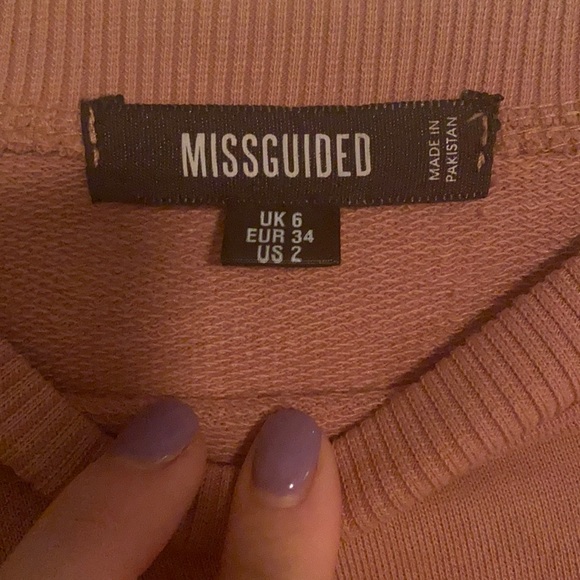 MISSGUIDED
MADE IN
PAKISTAN
UK 6
EUR 34
US 2